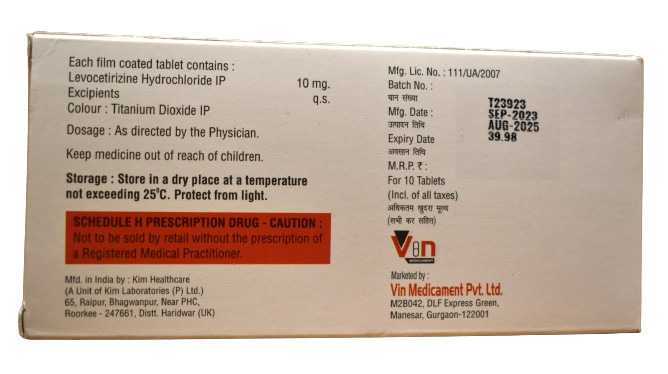 Each film coated tablet contains :
Levocetirizine Hydrochloride IP 10 mg.
Excipients q.s.
Colour : Titanium Dioxide IP
Dosage : As directed by the Physician.
Keep medicine out of reach of children.
Storage : Store in a dry place at a temperature
not exceeding 25°C. Protect from light.
SCHEDULE H PRESCRIPTION DRUG - CAUTION :
Not to be sold by retail without the prescription of
a Registered Medical Practitioner.
Mfd. in India by : Kim Healthcare
(A Unit of Kim Laboratories (P) Ltd.)
65, Raipur, Bhagwanpur, Near PHC,
Roorkee - 247661, Distt. Haridwar (UK)
Mfg. Lic. No. : 111/UA/2007
Batch No. :
घान संख्या
Mfg. Date :
उत्पादन तिथि
Expiry Date
अवसान तिथि
M.R.P. ₹ :
For 10 Tablets
(Incl. of all taxes)
अधिकतम खुदरा मूल्य
(सभी कर सहित)
T23923
SEP-2023
AUG-2025
39.98
Vin
MEDICAMENT
Marketed by :
Vin Medicament Pvt. Ltd.
M2B042, DLF Express Green,
Manesar, Gurgaon-122001